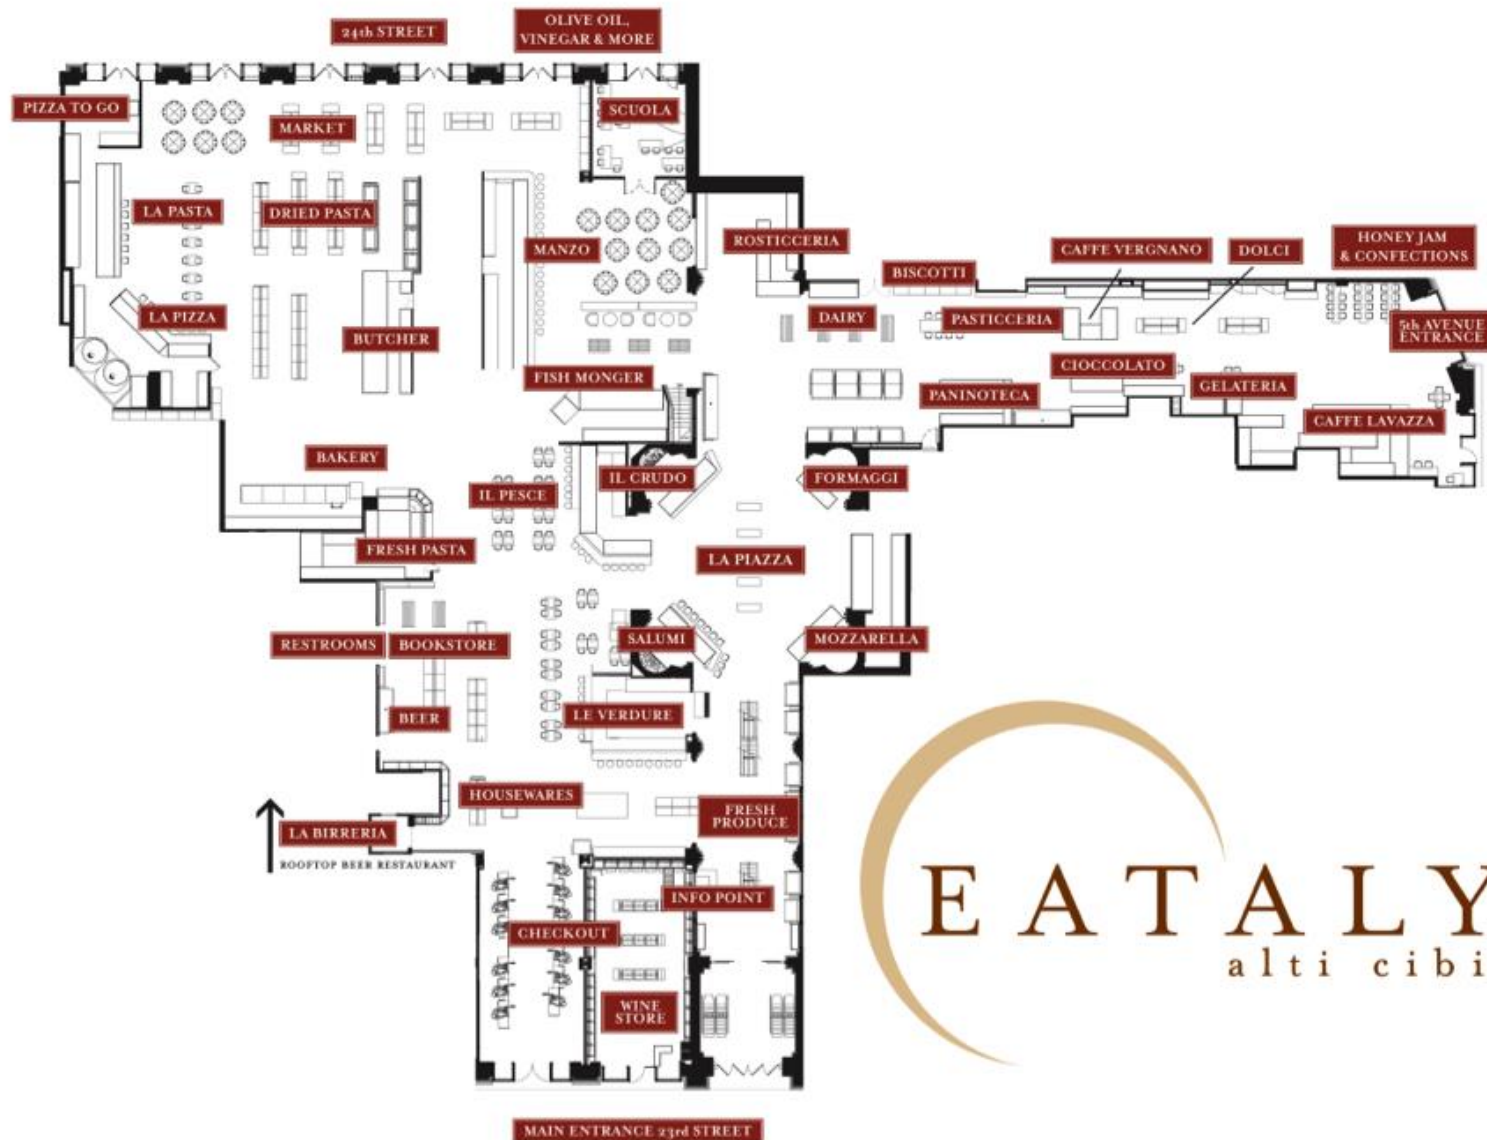 24th STREET
OLIVE OIL,
VINEGAR & MORE
PIZZA TO GO
MARKET
SCUOLA
LA PASTA
DRIED PASTA
MANZO
ROSTICCERIA
BISCOTTI
CAFFE VERGNANO
DOLCI
HONEY JAM
& CONFECTIONS
LA PIZZA
BUTCHER
DAIRY
PASTICCERIA
5th AVENUE
ENTRANCE
FISH MONGER
CIOCCOLATO
PANINOTECA
GELATERIA
CAFFE LAVAZZA
BAKERY
IL PESCE
IL CRUDO
FORMAGGI
FRESH PASTA
LA PIAZZA
RESTROOMS
BOOKSTORE
SALUMI
MOZZARELLA
BEER
LE VERDURE
HOUSEWARES
FRESH
PRODUCE
LA BIRRERIA
ROOFTOP BEER RESTAURANT
INFO POINT
CHECKOUT
WINE
STORE
EATALY
alti cibi
MAIN ENTRANCE 23rd STREET